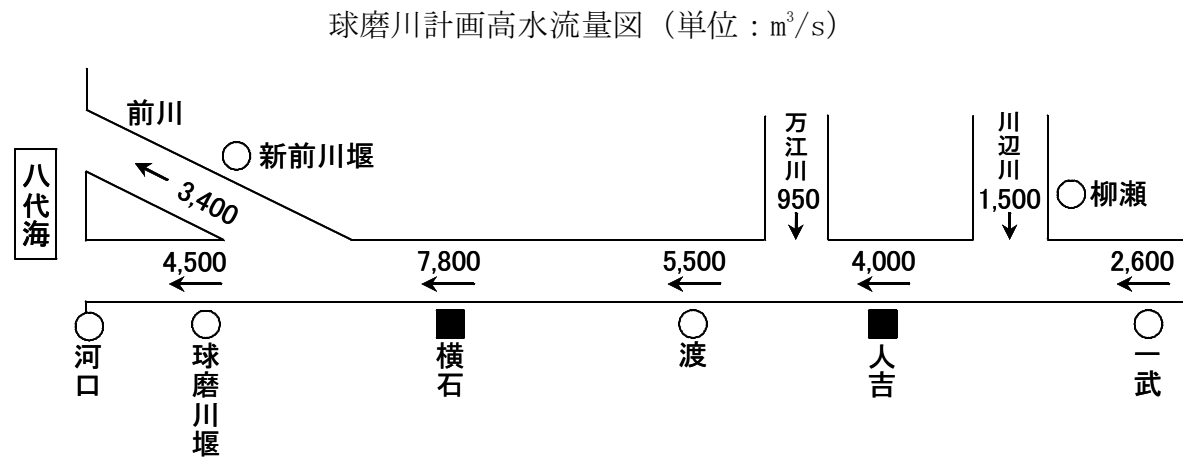 球磨川計画高水流量図（単位：m³/s）
前川
新前川堰
八代海
3,400
万江川
950
川辺川
1,500
柳瀬
4,500
7,800
5,500
4,000
2,600
河口
球磨川堰
横石
渡
人吉
一武